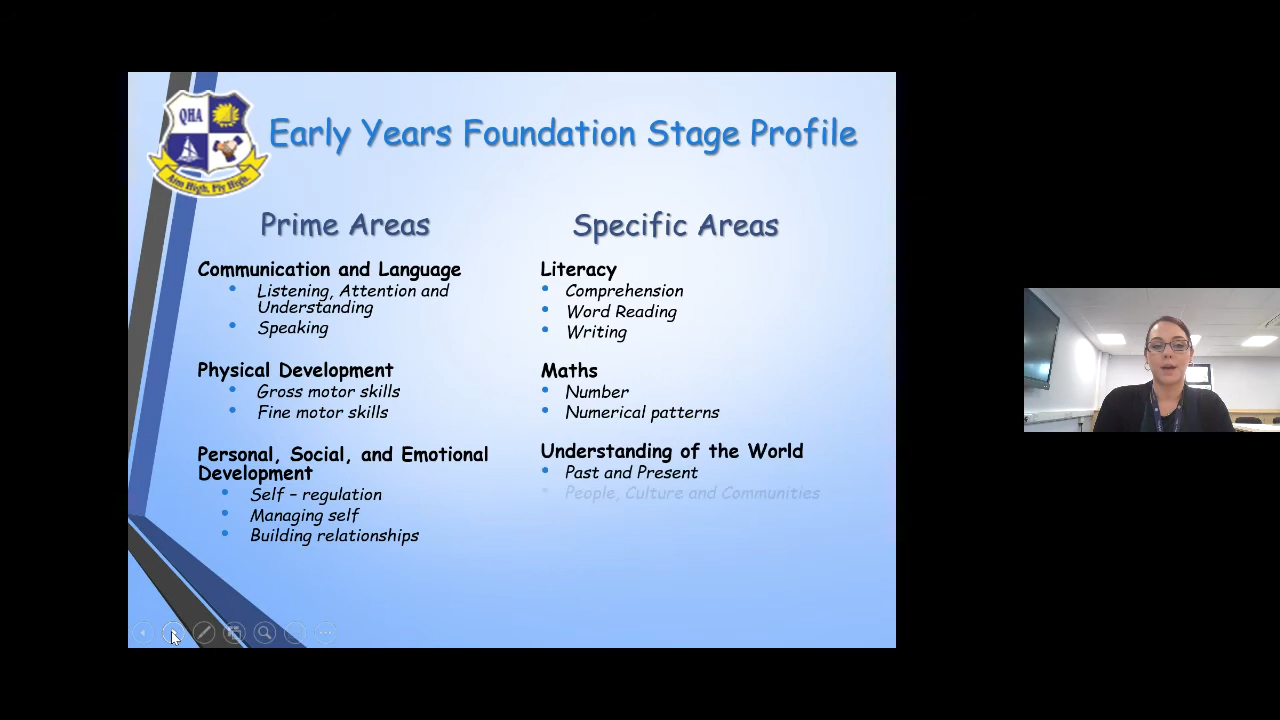 QHA
Aim High, Fly High.
Early Years Foundation Stage Profile
Prime Areas
Communication and Language
Listening, Attention and
Understanding
Speaking
Physical Development
Gross motor skills
Fine motor skills
Personal, Social, and Emotional
Development
Self – regulation
Managing self
Building relationships
Specific Areas
Literacy
Comprehension
Word Reading
Writing
Maths
Number
Numerical patterns
Understanding of the World
Past and Present
People, Culture and Communities